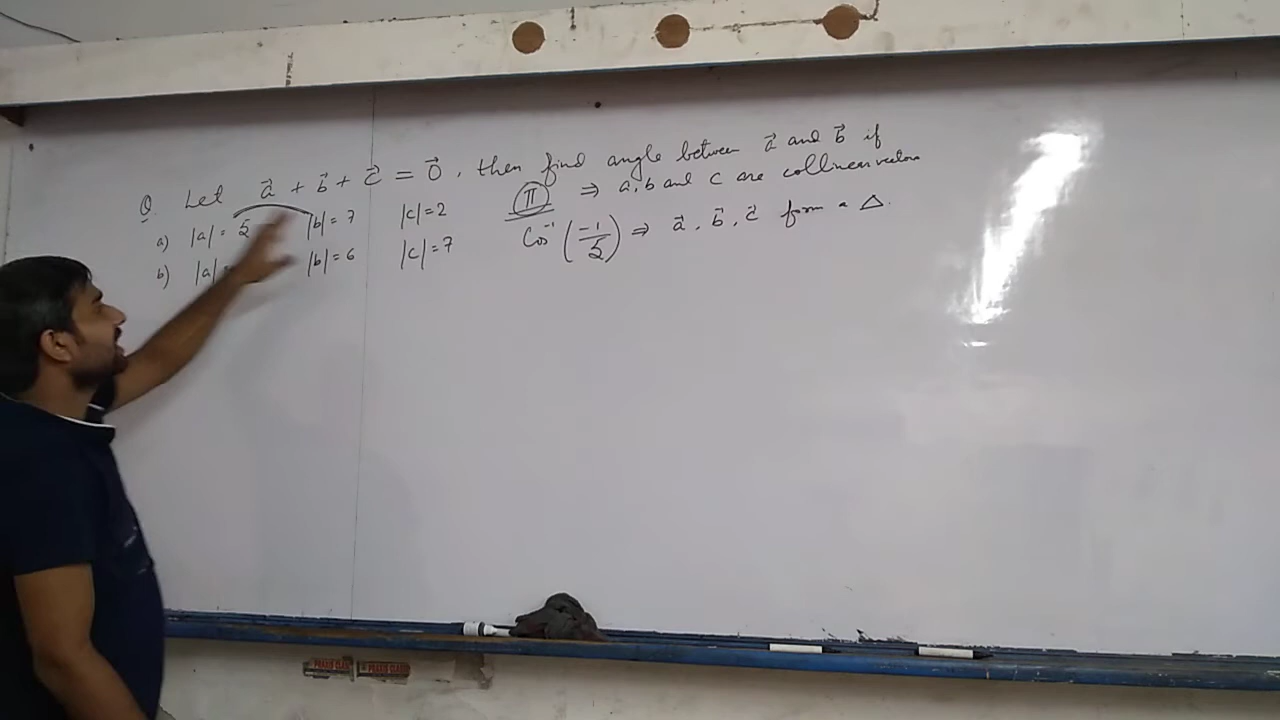 Q. Let a⃗ + b⃗ + c⃗ = 0⃗, then find angle between a⃗ and b⃗ if
a) |a| = 5 |b| = 7 |c| = 2 π ⇒ a, b and c are collinear vectors
b) |a| = |b| = 6 |c| = 7 Cos⁻¹(-1/5) ⇒ a⃗, b⃗, c⃗ form a Δ.